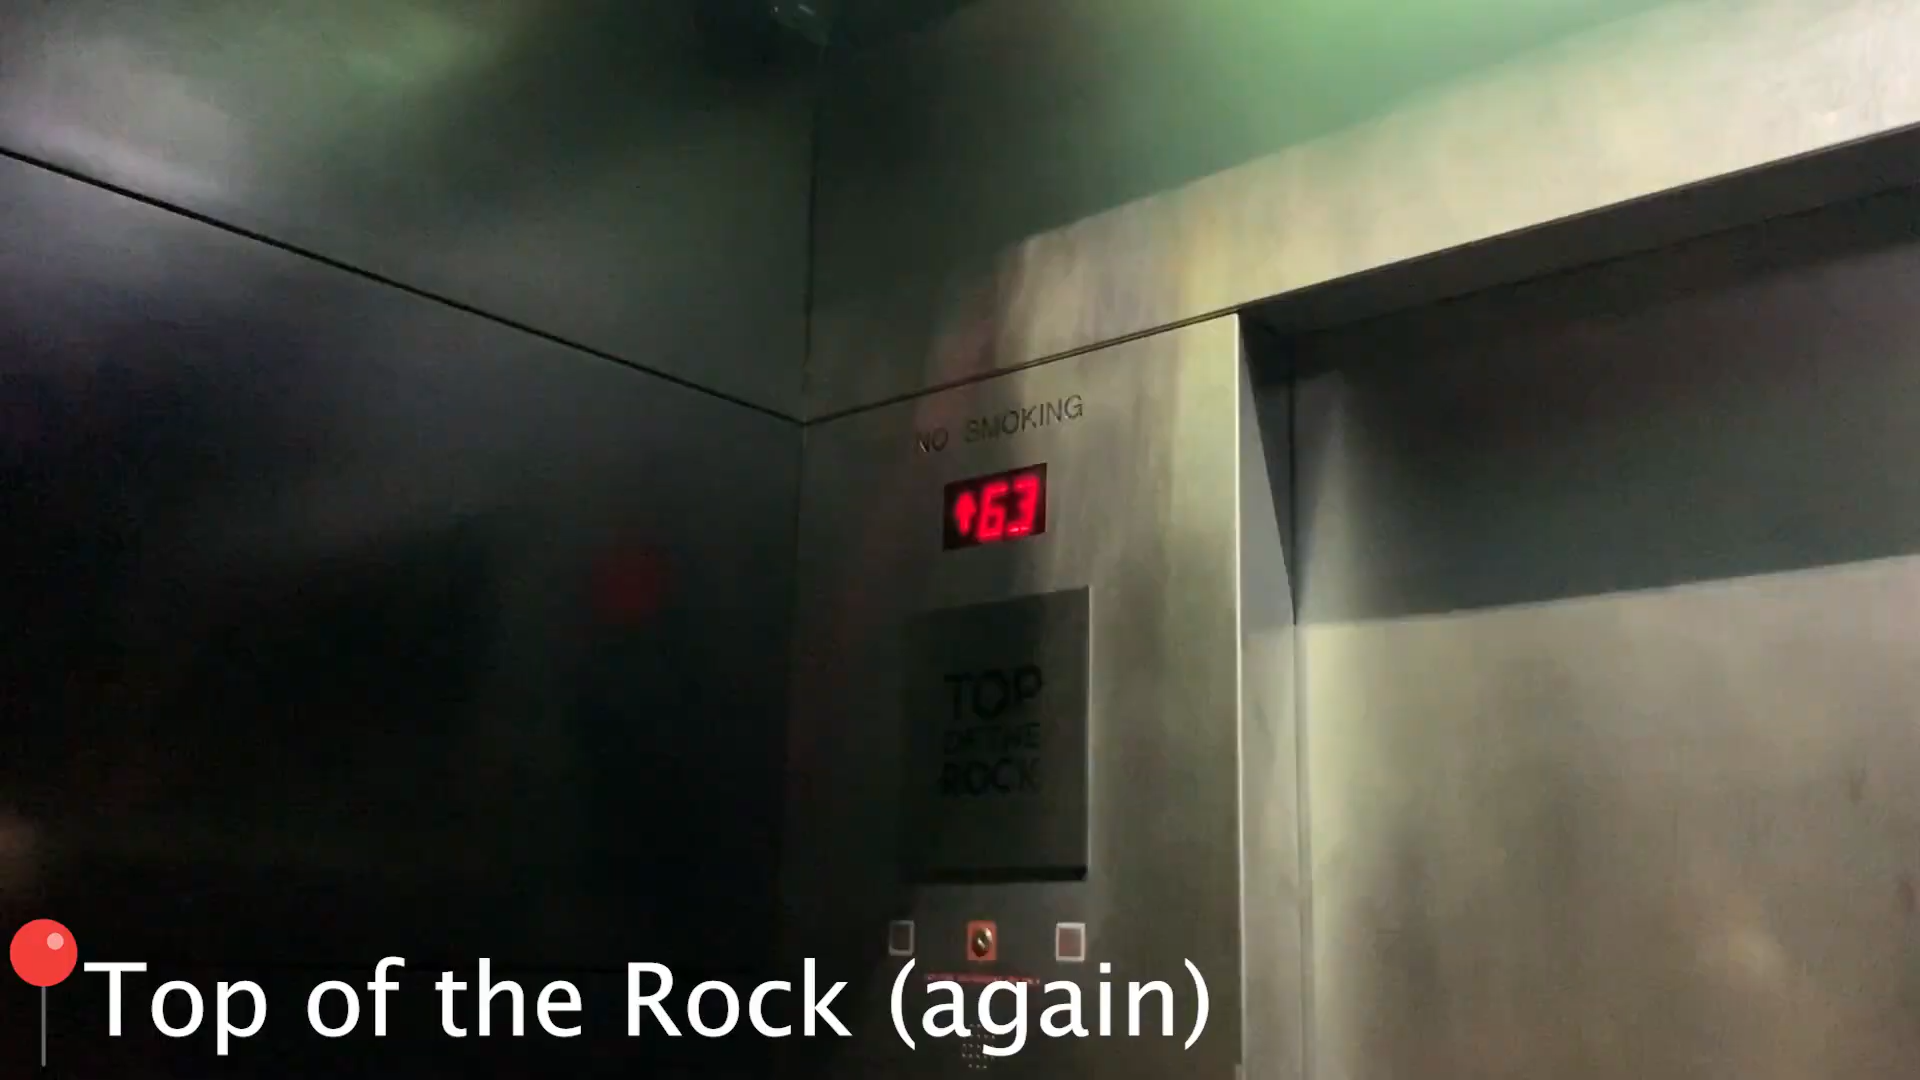 NO SMOKING
↑63
TOP
OF THE
ROCK
Top of the Rock (again)